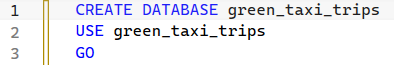 1 CREATE DATABASE green_taxi_trips
2 USE green_taxi_trips
3 GO